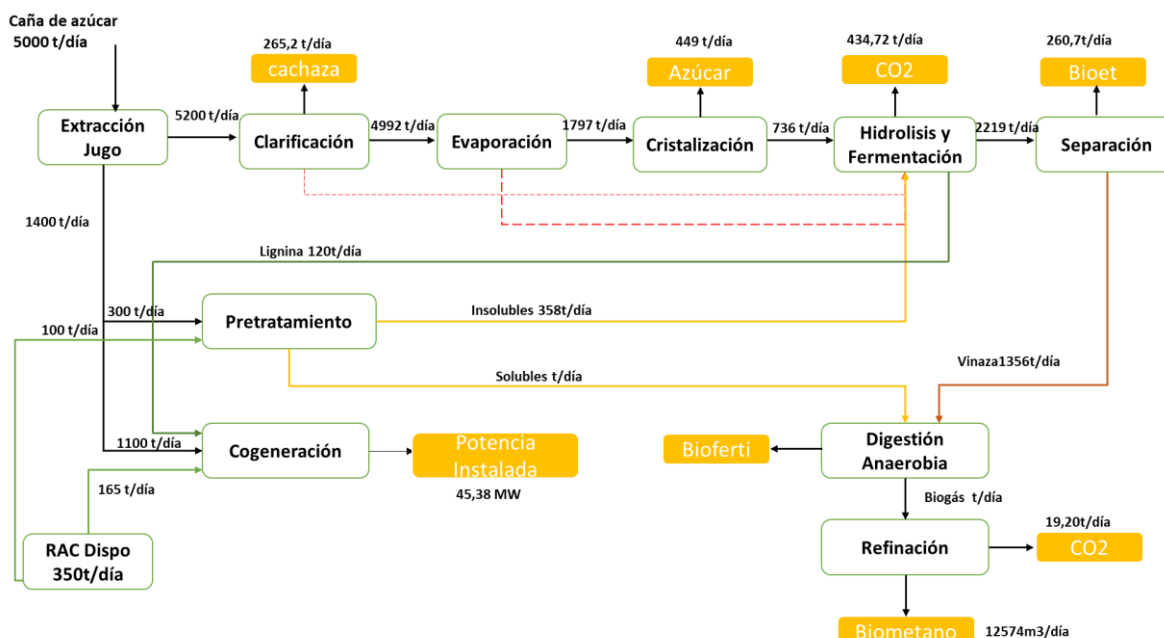 Caña de azúcar
5000 t/día
265,2 t/día
cachaza
449 t/día
Azúcar
434,72 t/día
CO2
260,7t/día
Bioet
Extracción
Jugo
5200 t/día
Clarificación
4992 t/día
Evaporación
1797 t/día
Cristalización
736 t/día
Hidrolisis y
Fermentación
2219 t/día
Separación
1400 t/día
Lignina 120t/día
300 t/día
Pretratamiento
Insolubles 358t/día
100 t/día
Solubles t/día
Vinaza1356t/día
1100 t/día
Cogeneración
Potencia
Instalada
45,38 MW
Bioferti
Digestión
Anaerobia
165 t/día
Biogás t/día
RAC Dispo
350t/día
Refinación
19,20t/día
CO2
Biometano
12574m3/día